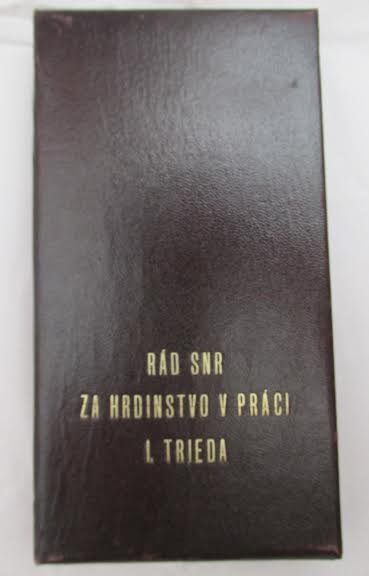 RÁD SNR
ZA HRDINSTVO V PRÁCI
I. TRIEDA